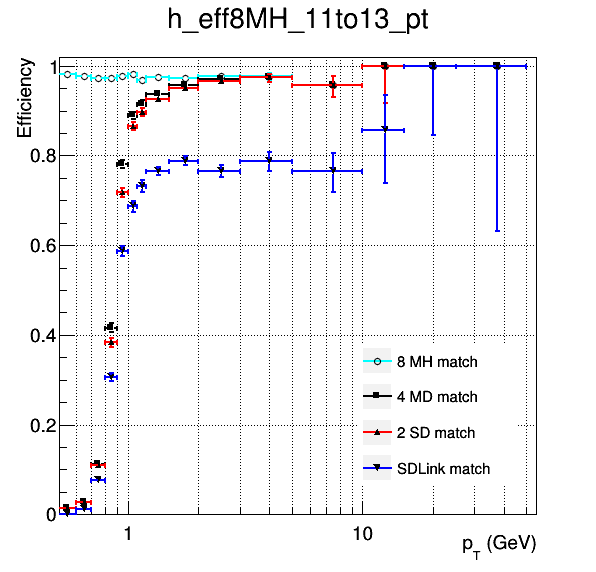 h_eff8MH_11to13_pt
Efficiency
1
0.8
0.6
0.4
0.2
0
8 MH match
4 MD match
2 SD match
SDLink match
1
10
p_T (GeV)